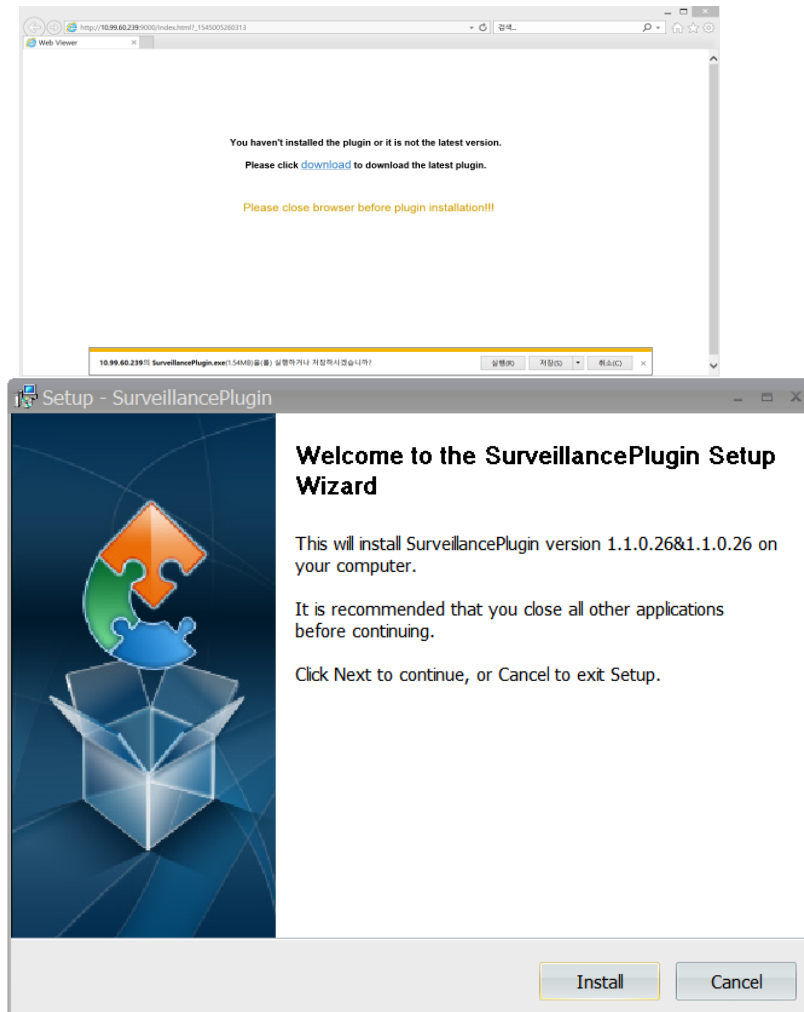 http://10.99.60.239:9000/index.html?_1545005260313
검색...
Web Viewer
You haven't installed the plugin or it is not the latest version.
Please click download to download the latest plugin.
Please close browser before plugin installation!!!
10.99.60.239의 SurveillancePlugin.exe(1.54MB)을(를) 실행하거나 저장하시겠습니까?
실행(R) 저장(S) 취소(C)
Setup - SurveillancePlugin
Welcome to the SurveillancePlugin Setup
Wizard
This will install SurveillancePlugin version 1.1.0.26&1.1.0.26 on
your computer.
It is recommended that you close all other applications
before continuing.
Click Next to continue, or Cancel to exit Setup.
Install Cancel